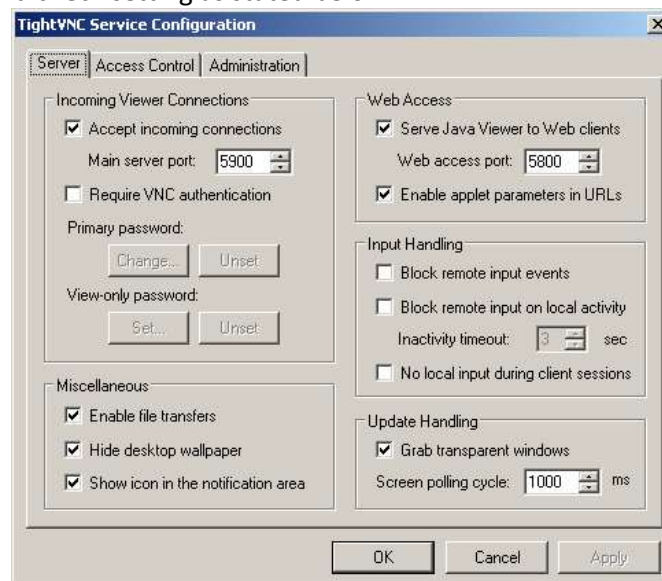 TightVNC Service Configuration
Server Access Control Administration
Incoming Viewer Connections
Accept incoming connections
Main server port: 5900
Require VNC authentication
Primary password:
Change... Unset
View-only password:
Set... Unset
Miscellaneous
Enable file transfers
Hide desktop wallpaper
Show icon in the notification area
Web Access
Serve Java Viewer to Web clients
Web access port: 5800
Enable applet parameters in URLs
Input Handling
Block remote input events
Block remote input on local activity
Inactivity timeout: 3 sec
No local input during client sessions
Update Handling
Grab transparent windows
Screen polling cycle: 1000 ms
OK Cancel Apply